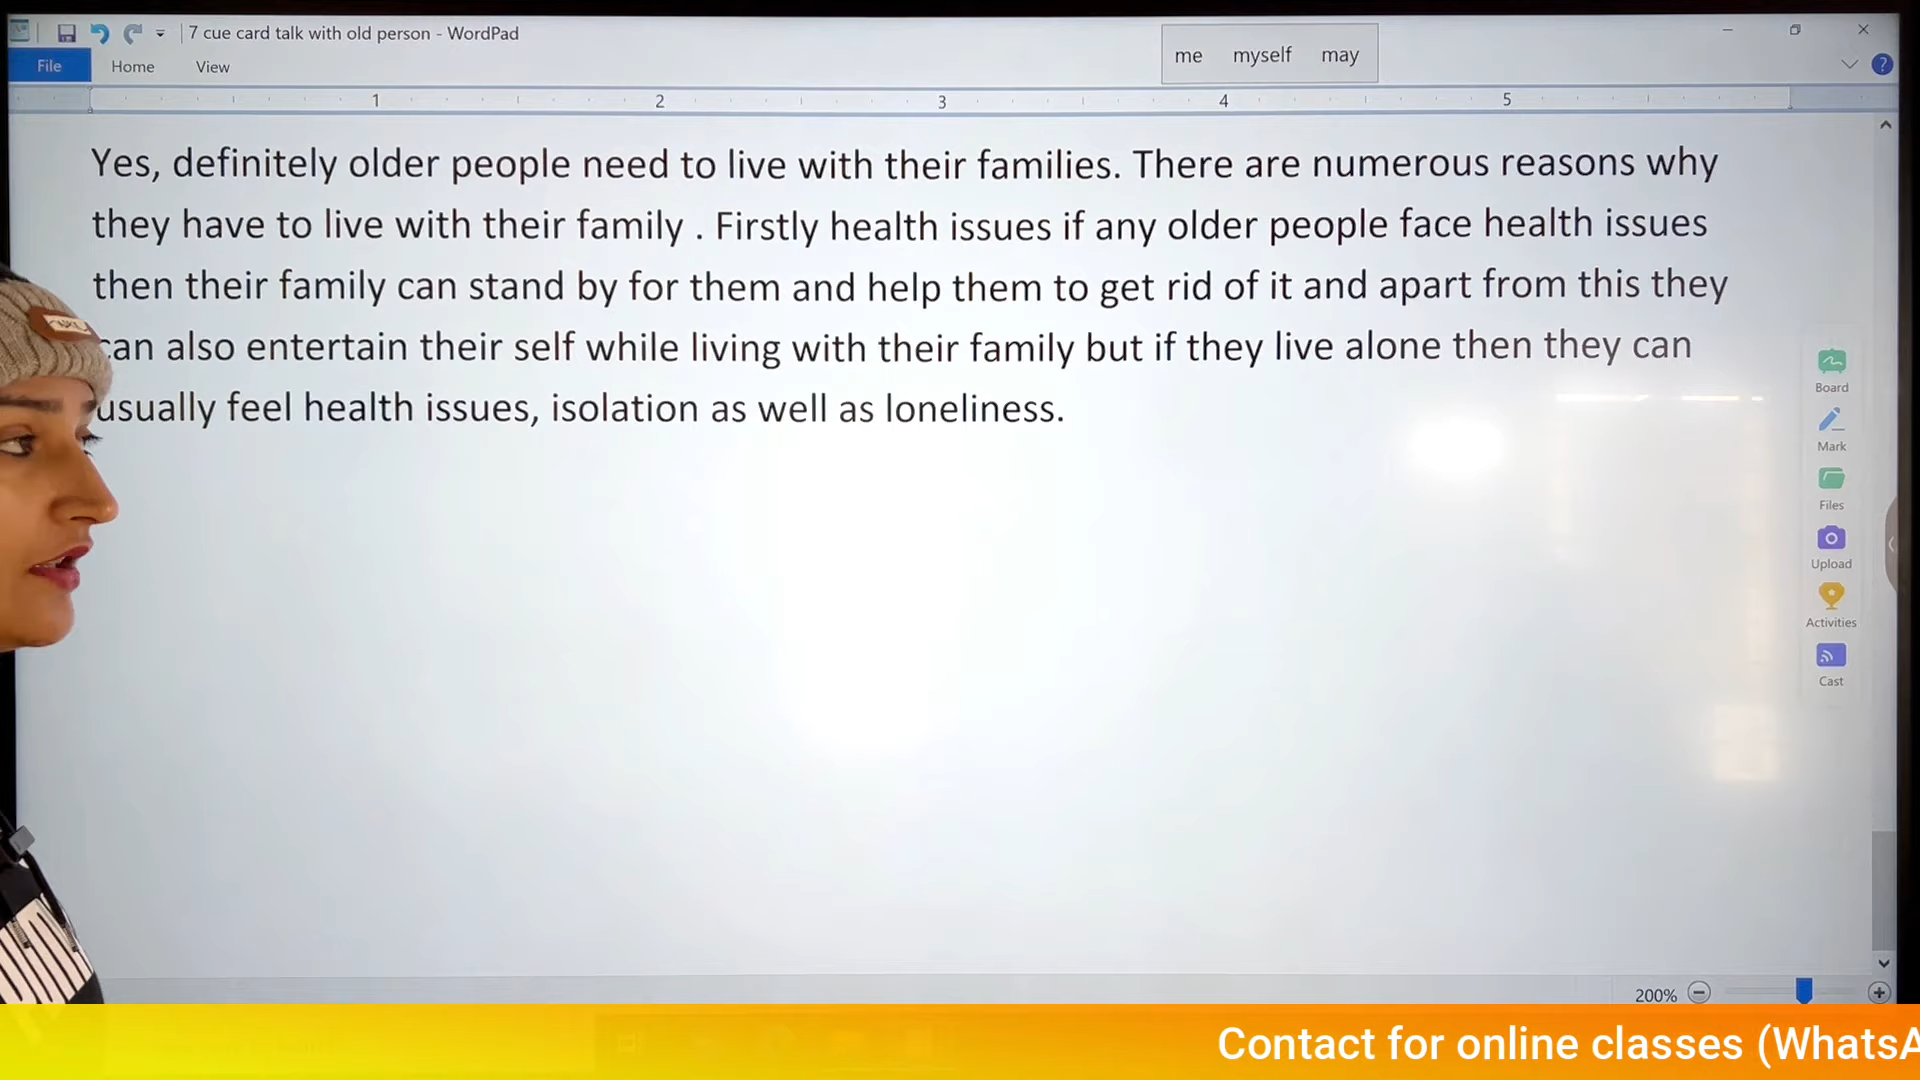 7 cue card talk with old person - WordPad
me myself may
File Home View
1 2 3 4 5
Yes, definitely older people need to live with their families. There are numerous reasons why
they have to live with their family . Firstly health issues if any older people face health issues
then their family can stand by for them and help them to get rid of it and apart from this they
can also entertain their self while living with their family but if they live alone then they can
usually feel health issues, isolation as well as loneliness.
Board
Mark
Files
Upload
Activities
Cast
200%
Contact for online classes (WhatsA